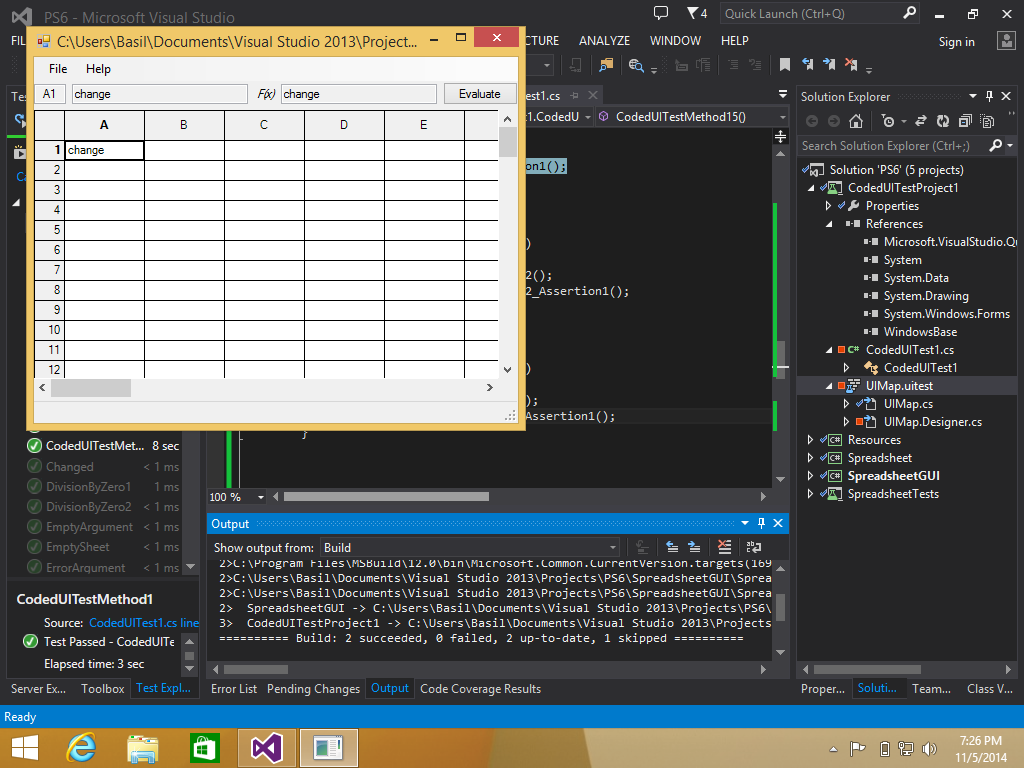 PS6 - Microsoft Visual Studio
4
Quick Launch (Ctrl+Q)
ANALYZE WINDOW HELP
Sign in
C:\Users\Basil\Documents\Visual Studio 2013\Project...
File Help
A1 change F(x) change Evaluate
A B C D E
1 change
2
3
4
5
6
7
8
9
10
11
12
CodedUITestMethod15()
on1();
2();
2_Assertion1();
);
Assertion1();
}
100 %
CodedUITestMet... 8 sec
Changed < 1 ms
DivisionByZero1 1 ms
DivisionByZero2 < 1 ms
EmptyArgument < 1 ms
EmptySheet < 1 ms
ErrorArgument < 1 ms
CodedUITestMethod1
Source: CodedUITest1.cs line
Test Passed - CodedUITe
Elapsed time: 3 sec
Server Ex... Toolbox Test Expl...
Output
Show output from: Build
2>C:\Program Files\MSBuild\12.0\bin\Microsoft.Common.CurrentVersion.targets(169
2>C:\Users\Basil\Documents\Visual Studio 2013\Projects\PS6\SpreadsheetGUI\Sprea
2>C:\Users\Basil\Documents\Visual Studio 2013\Projects\PS6\SpreadsheetGUI\Sprea
2> SpreadsheetGUI -> C:\Users\Basil\Documents\Visual Studio 2013\Projects\PS6\
3> CodedUITestProject1 -> C:\Users\Basil\Documents\Visual Studio 2013\Projects
========== Build: 2 succeeded, 0 failed, 2 up-to-date, 1 skipped ==========
Error List Pending Changes Output Code Coverage Results
Solution Explorer
Search Solution Explorer (Ctrl+;)
Solution 'PS6' (5 projects)
CodedUITestProject1
Properties
References
Microsoft.VisualStudio.Qu
System
System.Data
System.Drawing
System.Windows.Forms
WindowsBase
C# CodedUITest1.cs
CodedUITest1
UIMap.uitest
UIMap.cs
UIMap.Designer.cs
C# Resources
C# Spreadsheet
C# SpreadsheetGUI
SpreadsheetTests
Proper... Soluti... Team... Class V...
Ready
7:26 PM
11/5/2014